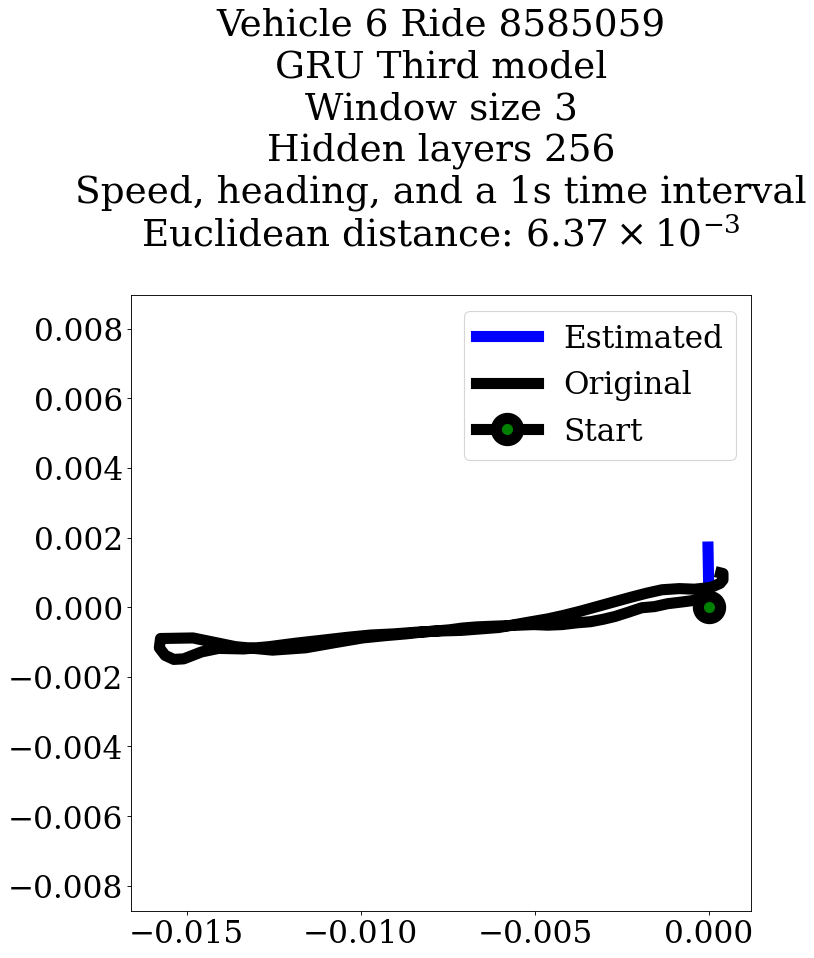 Vehicle 6 Ride 8585059
GRU Third model
Window size 3
Hidden layers 256
Speed, heading, and a 1s time interval
Euclidean distance: 6.37 × 10⁻³
Estimated
Original
Start
0.008
0.006
0.004
0.002
0.000
−0.002
−0.004
−0.006
−0.008
−0.015 −0.010 −0.005 0.000